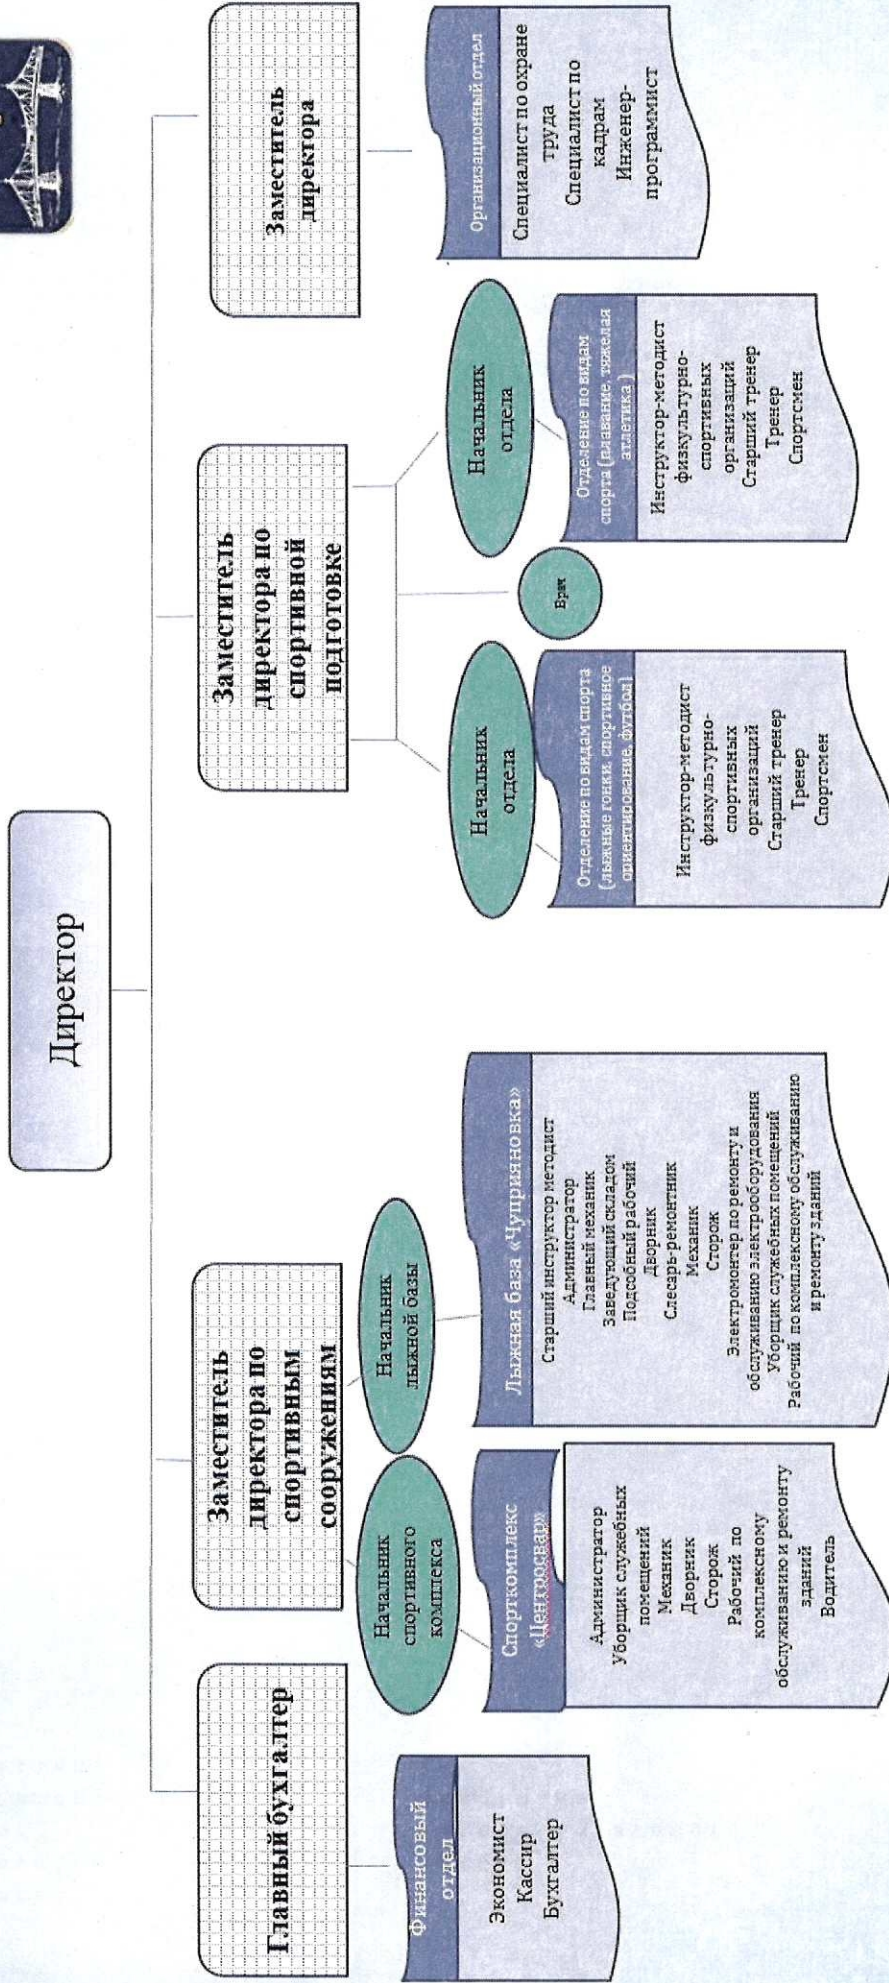 Директор
Главный бухгалтер
Заместитель
директора по
спортивным
сооружениям
Заместитель
директора по
спортивной
подготовке
Заместитель
директора
Финансовый
отдел
Экономист
Кассир
Бухгалтер
Начальник
спортивного
комплекса
Спорткомплекс
«Центросвар»
Администратор
Уборщик служебных
помещений
Механик
Дворник
Сторож
Рабочий по
комплексному
обслуживанию и ремонту
зданий
Водитель
Начальник
лыжной базы
Лыжная база «Чуприяновка»
Старший инструктор методист
Администратор
Главный механик
Заведующий складом
Подсобный рабочий
Дворник
Слесарь-ремонтник
Механик
Сторож
Электромонтер по ремонту и
обслуживанию электрооборудования
Уборщик служебных помещений
Рабочий по комплексному обслуживанию
и ремонту зданий
Начальник
отдела
Отделение по видам спорта
(лыжные гонки, спортивное
ориентирование, футбол)
Инструктор-методист
физкультурно-
спортивных
организаций
Старший тренер
Тренер
Спортсмен
Врач
Начальник
отдела
Отделение по видам
спорта (плавание, тяжелая
атлетика )
Инструктор-методист
физкультурно-
спортивных
организаций
Старший тренер
Тренер
Спортсмен
Организационный отдел
Специалист по охране
труда
Специалист по
кадрам
Инженер-
программист